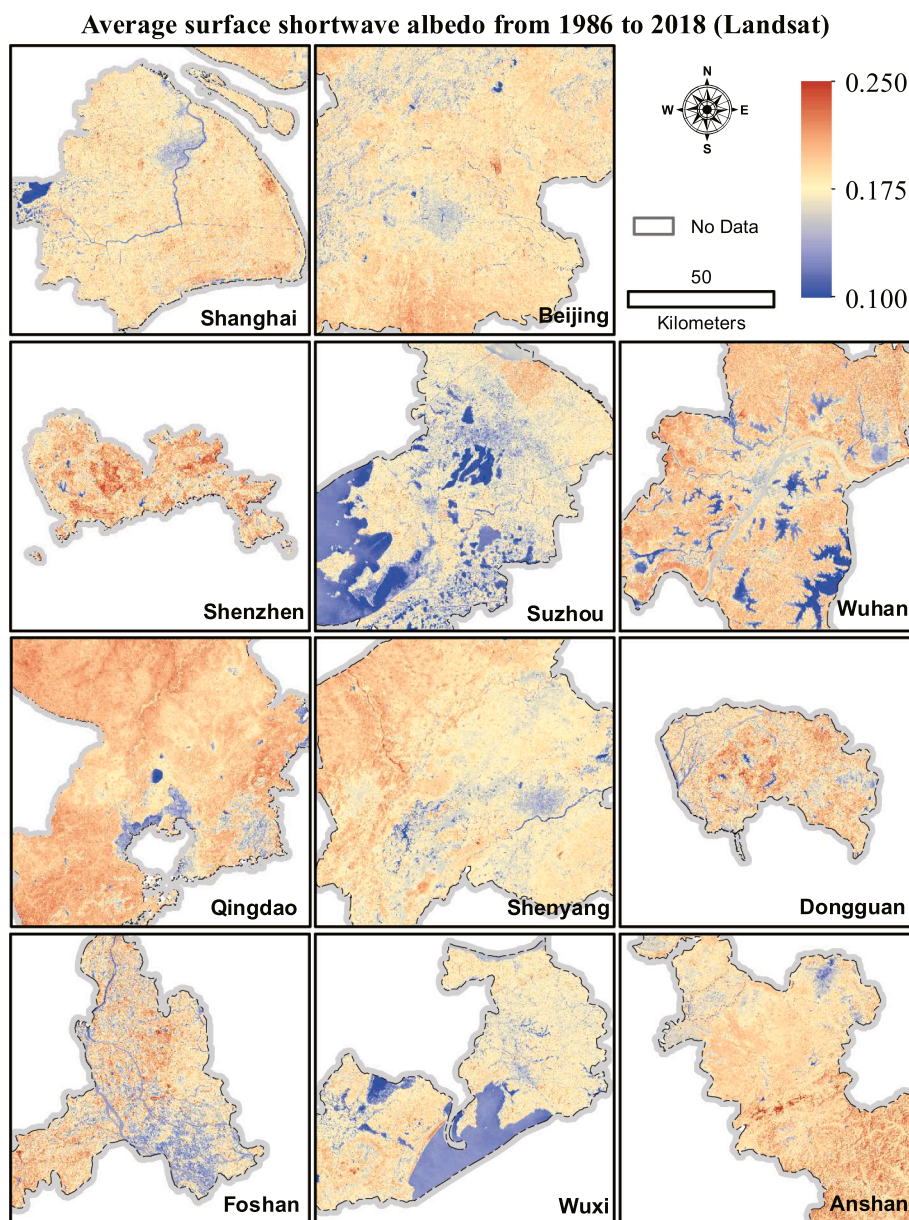 Average surface shortwave albedo from 1986 to 2018 (Landsat)
Shanghai
Beijing
N
W
E
S
No Data
50
Kilometers
0.250
0.175
0.100
Shenzhen
Suzhou
Wuhan
Qingdao
Shenyang
Dongguan
Foshan
Wuxi
Anshan